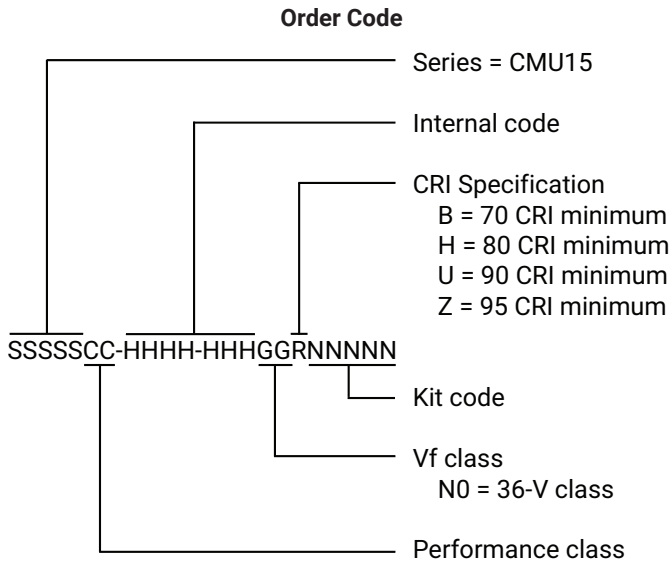 Order Code
Series = CMU15
Internal code
CRI Specification
B = 70 CRI minimum
H = 80 CRI minimum
U = 90 CRI minimum
Z = 95 CRI minimum
SSSSSCC-HHHH-HHHGGRNNNNN
Kit code
Vf class
N0 = 36-V class
Performance class